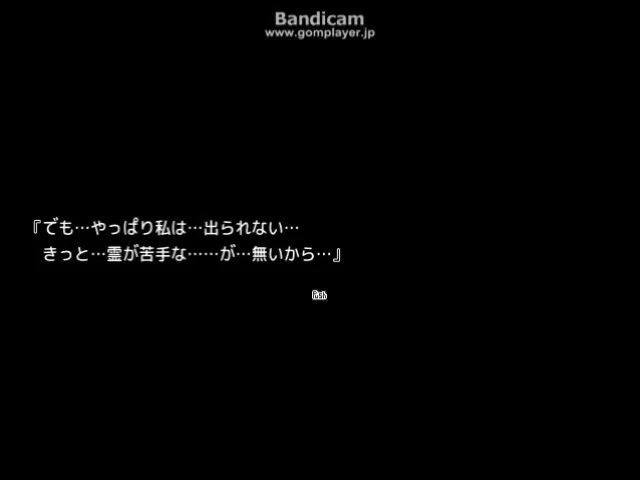 Bandicam
www.gomplayer.jp
『でも…やっぱり私は…出られない…
きっと…霊が苦手な……が…無いから…』
fish